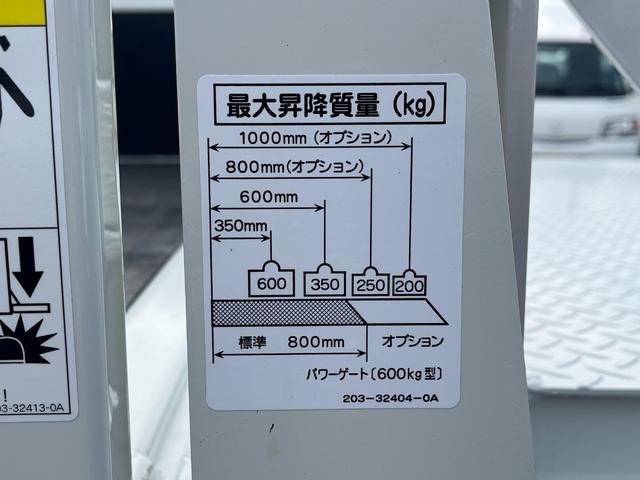 最大昇降質量(kg)
1000mm(オプション)
800mm(オプション)
600mm
350mm
600 350 250 200
標準 800mm オプション
パワーゲート〔600kg型〕
203-32404-0A
!
03-32413-0A